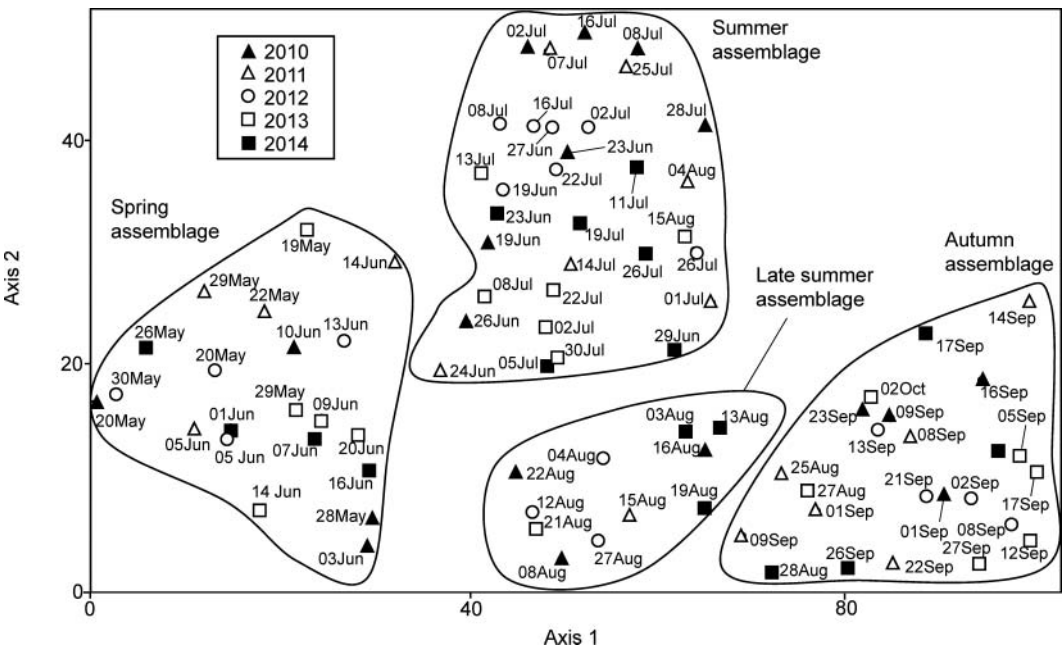 02Jul
16Jul
08Jul
Summer
assemblage
07Jul
25Jul
2010
2011
2012
2013
2014
08Jul
16Jul
02Jul
28Jul
40
27Jun
23Jun
13Jul
22Jul
04Aug
19Jun
11Jul
Spring
assemblage
23Jun
15Aug
19Jul
19May
19Jun
26Jul
26Jul
Autumn
assemblage
14Jun
14Jul
Late summer
assemblage
29May
08Jul
22Jul
01Jul
22May
14Sep
26May
10Jun
13Jun
26Jun
02Jul
29Jun
17Sep
20
20May
30Jul
05Jul
24Jun
30May
16Sep
20May
29May
02Oct
01Jun
09Jun
03Aug
13Aug
23Sep
09Sep
05Sep
05Jun
05 Jun
07Jun
20Jun
16Aug
13Sep
08Sep
04Aug
16Jun
22Aug
25Aug
21Sep
02Sep
14 Jun
12Aug
15Aug
19Aug
27Aug
17Sep
28May
21Aug
01Sep
01Sep
08Sep
03Jun
27Aug
09Sep
27Sep
12Sep
08Aug
28Aug
26Sep
22Sep
0
0
40
80
Axis 1
Axis 2